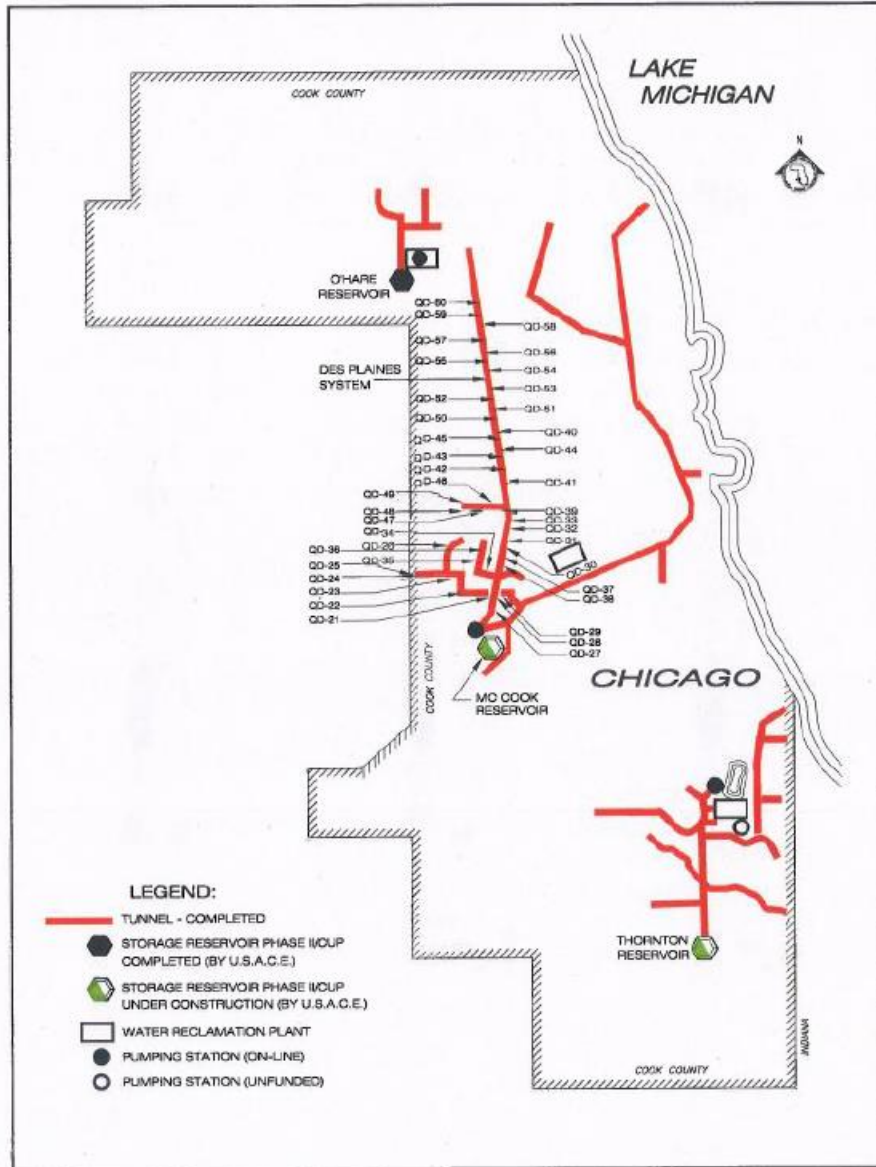 LAKE
MICHIGAN
COOK COUNTY
N
O'HARE
RESERVOIR
QD-60
QD-59
QD-58
QD-57
QD-56
QD-55
QD-54
DES PLAINES
SYSTEM
QD-53
QD-52
QD-51
QD-50
QD-40
QD-45
QD-44
QD-43
QD-42
QD-46
QD-41
QD-49
QD-48
QD-39
QD-47
QD-33
QD-32
QD-34
QD-31
QD-36
QD-35
QD-30
QD-25
QD-24
QD-37
QD-23
QD-38
QD-22
QD-21
QD-29
QD-28
QD-27
COOK COUNTY
CHICAGO
MC COOK
RESERVOIR
THORNTON
RESERVOIR
INDIANA
COOK COUNTY
LEGEND:
TUNNEL - COMPLETED
STORAGE RESERVOIR PHASE II/CUP
COMPLETED (BY U.S.A.C.E.)
STORAGE RESERVOIR PHASE II/CUP
UNDER CONSTRUCTION (BY U.S.A.C.E.)
WATER RECLAMATION PLANT
PUMPING STATION (ON-LINE)
PUMPING STATION (UNFUNDED)